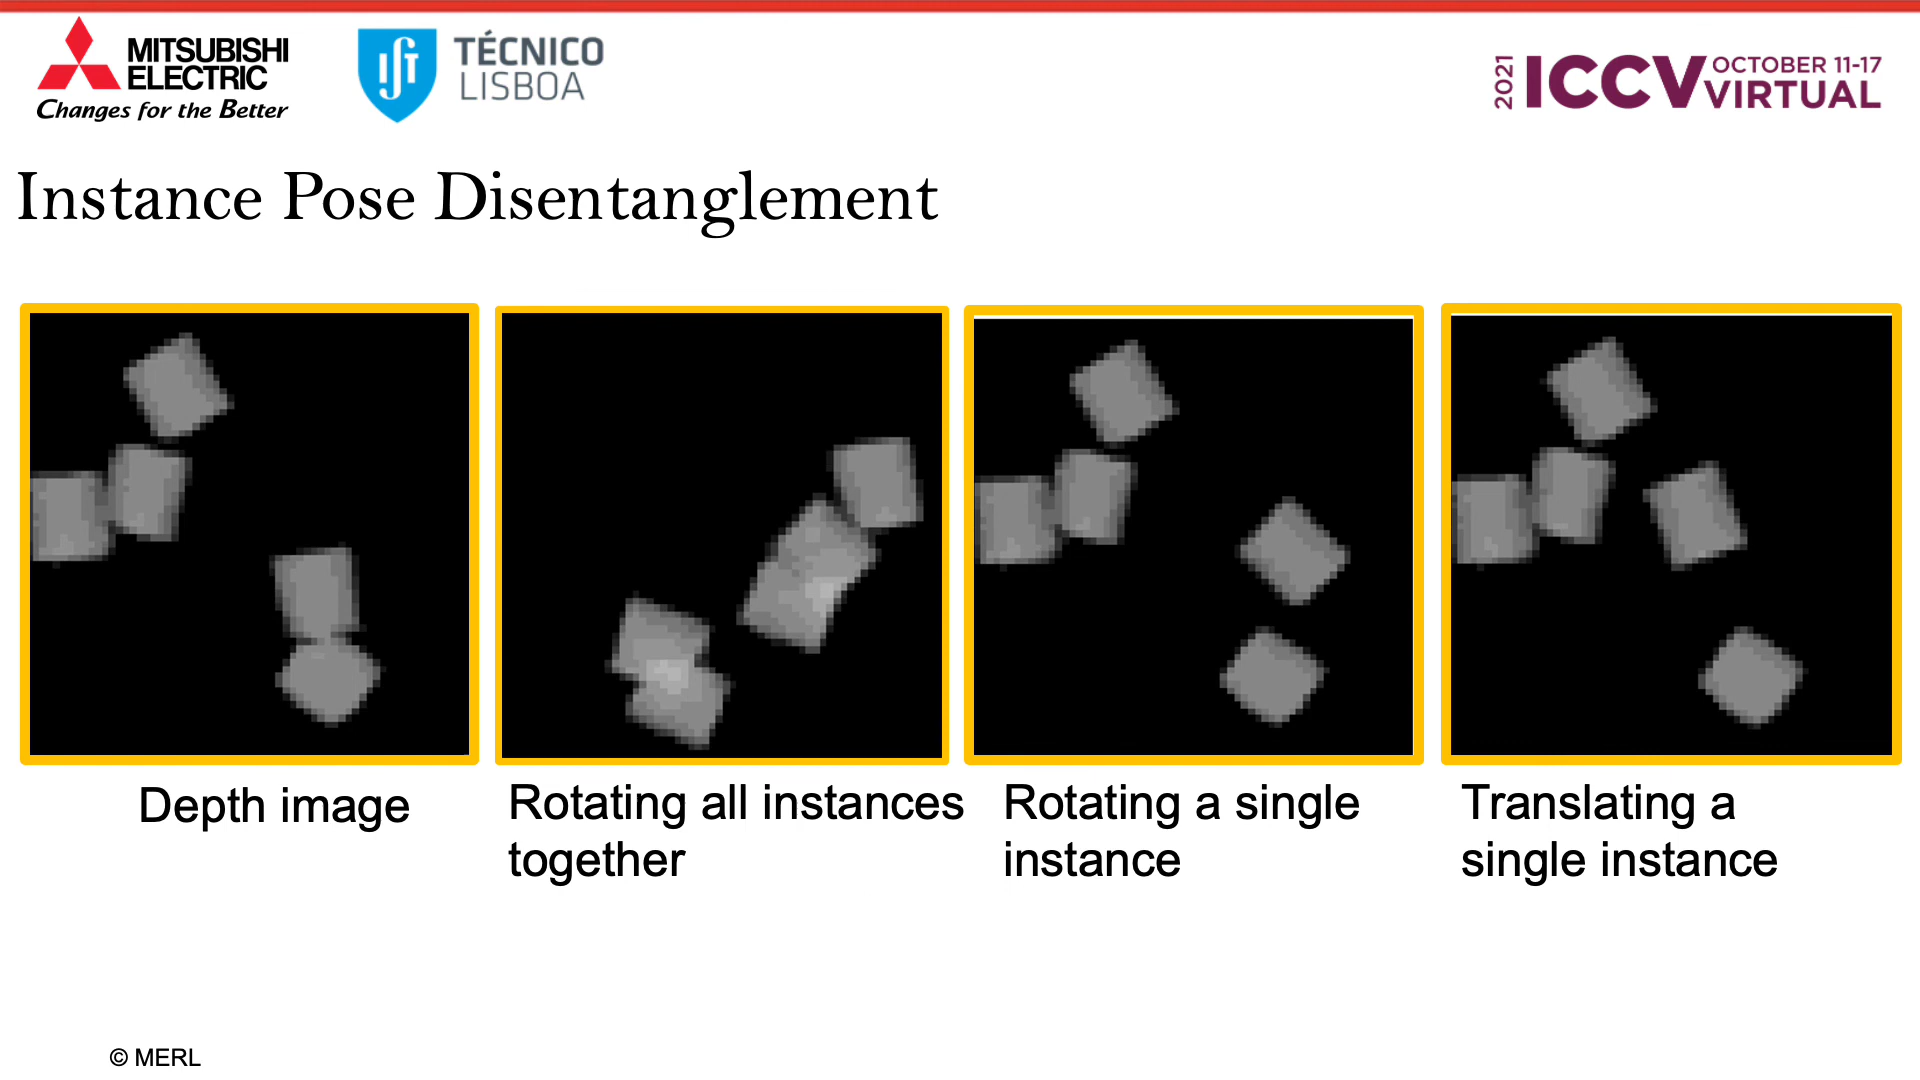 MITSUBISHI
ELECTRIC
Changes for the Better
TÉCNICO
LISBOA
2021
ICCV
OCTOBER 11-17
VIRTUAL
Instance Pose Disentanglement
Depth image
Rotating all instances
together
Rotating a single
instance
Translating a
single instance
© MERL